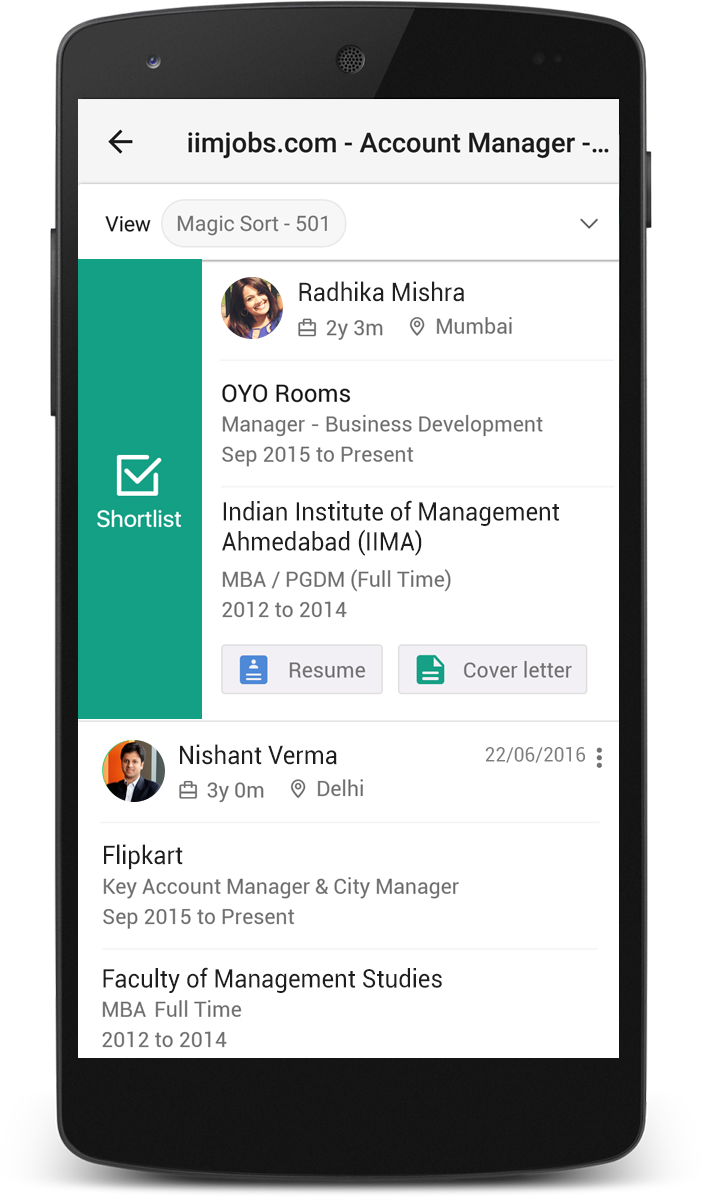 iimjobs.com - Account Manager -...
View Magic Sort - 501
Shortlist
Radhika Mishra
2y 3m Mumbai
OYO Rooms
Manager - Business Development
Sep 2015 to Present
Indian Institute of Management
Ahmedabad (IIMA)
MBA / PGDM (Full Time)
2012 to 2014
Resume Cover letter
Nishant Verma 22/06/2016
3y 0m Delhi
Flipkart
Key Account Manager & City Manager
Sep 2015 to Present
Faculty of Management Studies
MBA Full Time
2012 to 2014